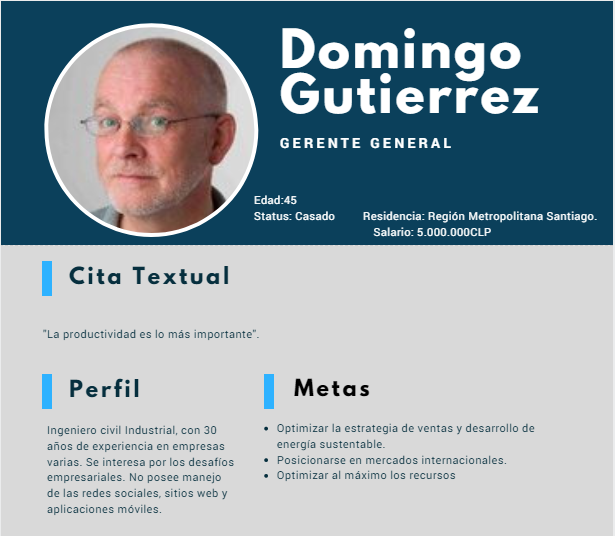 Domingo
Gutierrez
GERENTE GENERAL
Edad:45
Status: Casado
Residencia: Región Metropolitana Santiago.
Salario: 5.000.000CLP
Cita Textual
"La productividad es lo más importante".
Perfil
Ingeniero civil Industrial, con 30
años de experiencia en empresas
varias. Se interesa por los desafíos
empresariales. No posee manejo
de las redes sociales, sitios web y
aplicaciones móviles.
Metas
• Optimizar la estrategia de ventas y desarrollo de
energía sustentable.
• Posicionarse en mercados internacionales.
• Optimizar al máximo los recursos